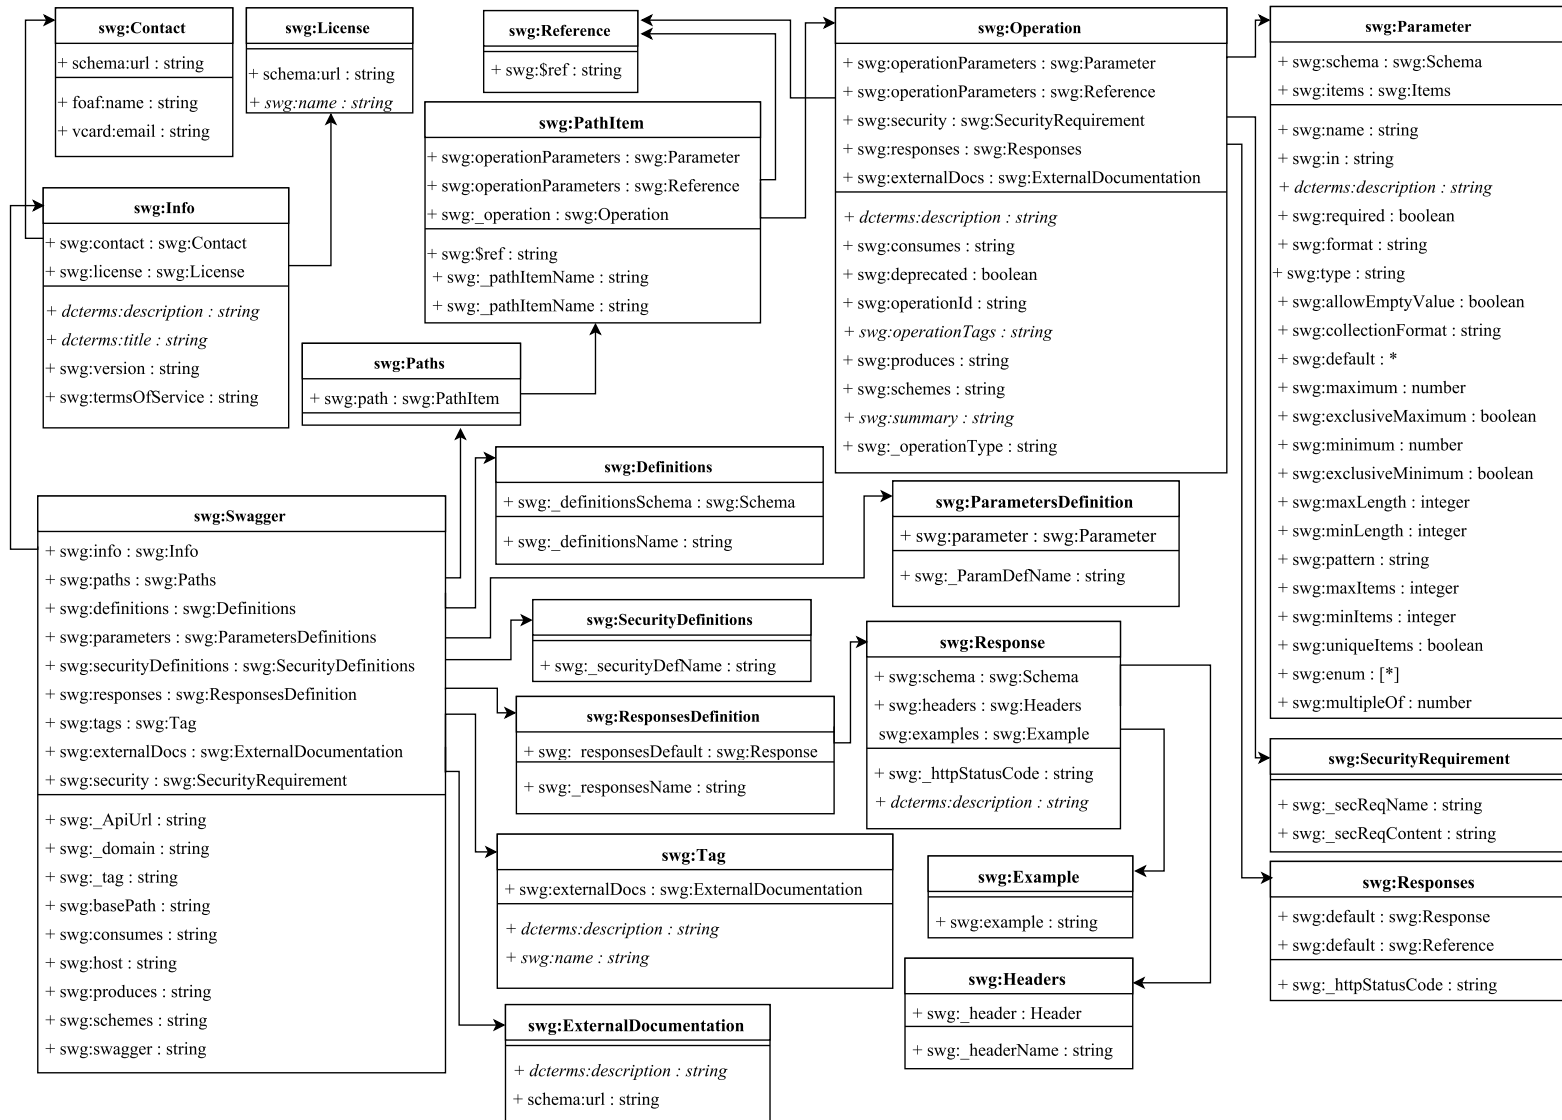 swg:Contact
+ schema:url : string
+ foaf:name : string
+ vcard:email : string
swg:License
+ schema:url : string
+ swg:name : string
swg:Reference
+ swg:$ref : string
swg:Operation
+ swg:operationParameters : swg:Parameter
+ swg:operationParameters : swg:Reference
+ swg:security : swg:SecurityRequirement
+ swg:responses : swg:Responses
+ swg:externalDocs : swg:ExternalDocumentation
+ dcterms:description : string
+ swg:consumes : string
+ swg:deprecated : boolean
+ swg:operationId : string
+ swg:operationTags : string
+ swg:produces : string
+ swg:schemes : string
+ swg:summary : string
+ swg:_operationType : string
swg:Parameter
+ swg:schema : swg:Schema
+ swg:items : swg:Items
+ swg:name : string
+ swg:in : string
+ dcterms:description : string
+ swg:required : boolean
+ swg:format : string
+ swg:type : string
+ swg:allowEmptyValue : boolean
+ swg:collectionFormat : string
+ swg:default : *
+ swg:maximum : number
+ swg:exclusiveMaximum : boolean
+ swg:minimum : number
+ swg:exclusiveMinimum : boolean
+ swg:maxLength : integer
+ swg:minLength : integer
+ swg:pattern : string
+ swg:maxItems : integer
+ swg:minItems : integer
+ swg:uniqueItems : boolean
+ swg:enum : [*]
+ swg:multipleOf : number
swg:PathItem
+ swg:operationParameters : swg:Parameter
+ swg:operationParameters : swg:Reference
+ swg:_operation : swg:Operation
+ swg:$ref : string
+ swg:_pathItemName : string
+ swg:_pathItemName : string
swg:Info
+ swg:contact : swg:Contact
+ swg:license : swg:License
+ dcterms:description : string
+ dcterms:title : string
+ swg:version : string
+ swg:termsOfService : string
swg:Paths
+ swg:path : swg:PathItem
swg:Definitions
+ swg:_definitionsSchema : swg:Schema
+ swg:_definitionsName : string
swg:ParametersDefinition
+ swg:parameter : swg:Parameter
+ swg:_ParamDefName : string
swg:Swagger
+ swg:info : swg:Info
+ swg:paths : swg:Paths
+ swg:definitions : swg:Definitions
+ swg:parameters : swg:ParametersDefinitions
+ swg:securityDefinitions : swg:SecurityDefinitions
+ swg:responses : swg:ResponsesDefinition
+ swg:tags : swg:Tag
+ swg:externalDocs : swg:ExternalDocumentation
+ swg:security : swg:SecurityRequirement
+ swg:_ApiUrl : string
+ swg:_domain : string
+ swg:_tag : string
+ swg:basePath : string
+ swg:consumes : string
+ swg:host : string
+ swg:produces : string
+ swg:schemes : string
+ swg:swagger : string
swg:SecurityDefinitions
+ swg:_securityDefName : string
swg:Response
+ swg:schema : swg:Schema
+ swg:headers : swg:Headers
swg:examples : swg:Example
+ swg:_httpStatusCode : string
+ dcterms:description : string
swg:ResponsesDefinition
+ swg:_responsesDefault : swg:Response
+ swg:_responsesName : string
swg:SecurityRequirement
+ swg:_secReqName : string
+ swg:_secReqContent : string
swg:Tag
+ swg:externalDocs : swg:ExternalDocumentation
+ dcterms:description : string
+ swg:name : string
swg:Example
+ swg:example : string
swg:Responses
+ swg:default : swg:Response
+ swg:default : swg:Reference
+ swg:_httpStatusCode : string
swg:Headers
+ swg:_header : Header
+ swg:_headerName : string
swg:ExternalDocumentation
+ dcterms:description : string
+ schema:url : string